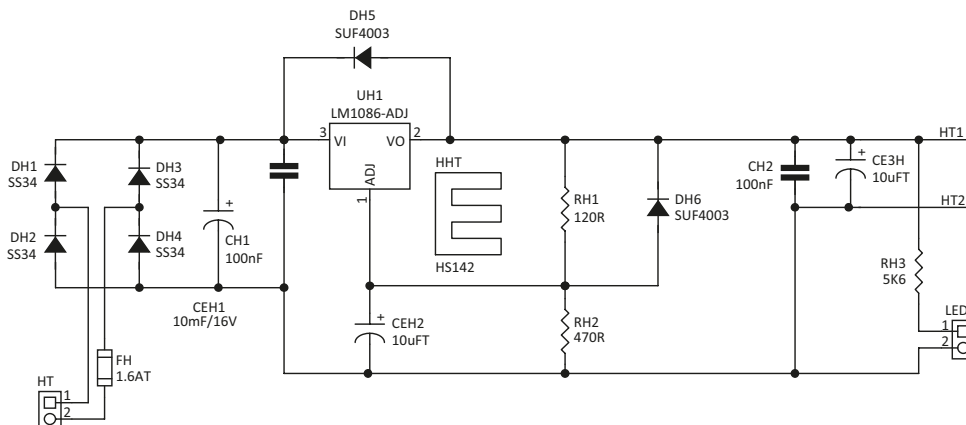 DH5
SUF4003
UH1
LM1086-ADJ
3
VI
VO
2
ADJ
1
HT1
DH1
SS34
DH3
SS34
HHT
HS142
CH2
100nF
+
CE3H
10uFT
RH1
120R
DH6
SUF4003
HT2
DH2
SS34
DH4
SS34
+
CH1
100nF
RH3
5K6
CEH1
10mF/16V
+
CEH2
10uFT
RH2
470R
LED
1
2
FH
1.6AT
HT
1
2